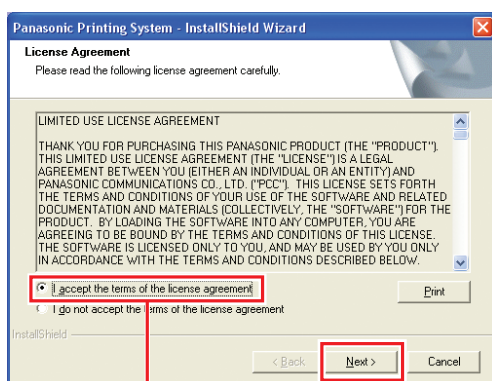 Panasonic Printing System - InstallShield Wizard
License Agreement
Please read the following license agreement carefully.
LIMITED USE LICENSE AGREEMENT
THANK YOU FOR PURCHASING THIS PANASONIC PRODUCT (THE "PRODUCT").
THIS LIMITED USE LICENSE AGREEMENT (THE "LICENSE") IS A LEGAL
AGREEMENT BETWEEN YOU (EITHER AN INDIVIDUAL OR AN ENTITY) AND
PANASONIC COMMUNICATIONS CO., LTD. ("PCC"). THIS LICENSE SETS FORTH
THE TERMS AND CONDITIONS OF YOUR USE OF THE SOFTWARE AND RELATED
DOCUMENTATION AND MATERIALS (COLLECTIVELY, THE "SOFTWARE") FOR THE
PRODUCT. BY LOADING THE SOFTWARE INTO ANY COMPUTER, YOU ARE
AGREEING TO BE BOUND BY THE TERMS AND CONDITIONS OF THIS LICENSE.
THE SOFTWARE IS LICENSED ONLY TO YOU, AND MAY BE USED BY YOU ONLY
IN ACCORDANCE WITH THE TERMS AND CONDITIONS DESCRIBED BELOW.
I accept the terms of the license agreement
Print
I do not accept the terms of the license agreement
InstallShield
< Back
Next >
Cancel